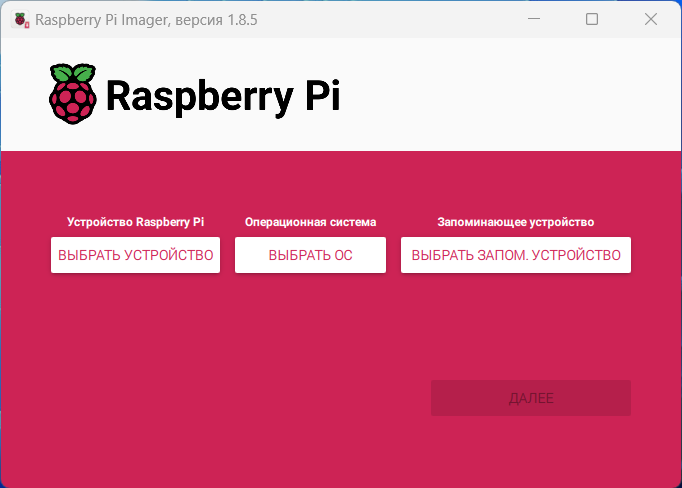 Raspberry Pi Imager, версия 1.8.5
Raspberry Pi
Устройство Raspberry Pi Операционная система Запоминающее устройство
ВЫБРАТЬ УСТРОЙСТВО ВЫБРАТЬ ОС ВЫБРАТЬ ЗАПОМ. УСТРОЙСТВО
ДАЛЕЕ